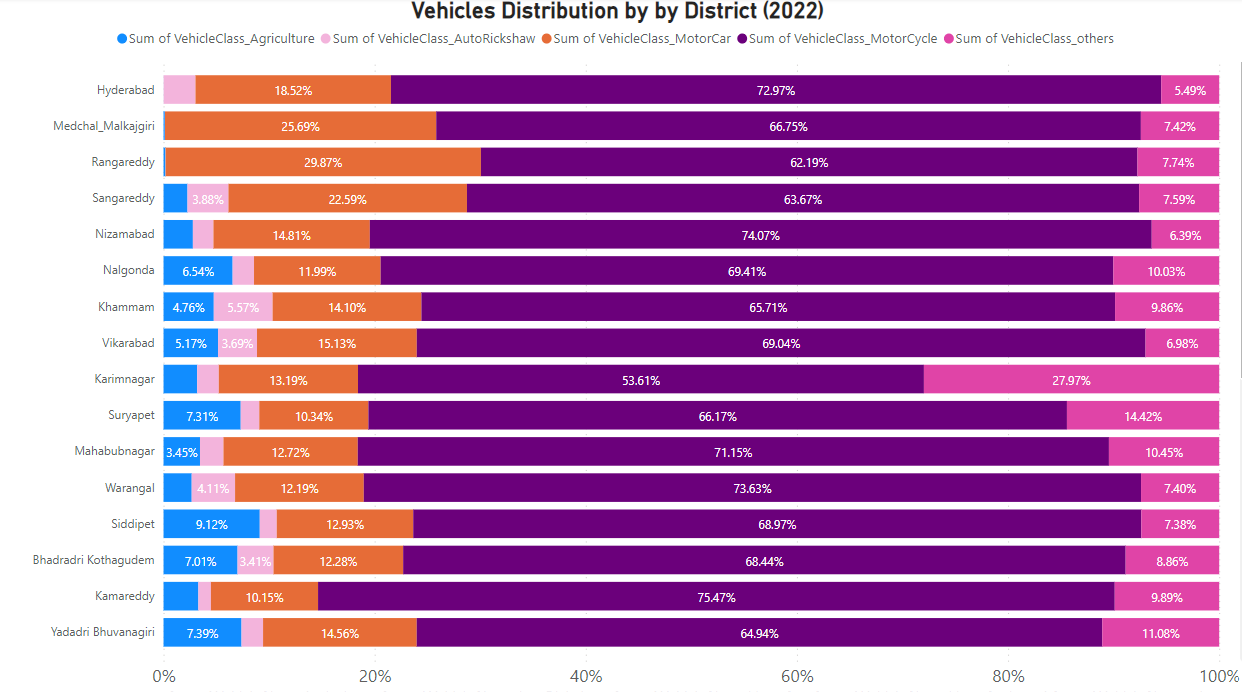 Vehicles Distribution by by District (2022)
Sum of VehicleClass_Agriculture Sum of VehicleClass_AutoRickshaw Sum of VehicleClass_MotorCar Sum of VehicleClass_MotorCycle Sum of VehicleClass_others
Hyderabad 18.52% 72.97% 5.49%
Medchal_Malkajgiri 25.69% 66.75% 7.42%
Rangareddy 29.87% 62.19% 7.74%
Sangareddy 3.88% 22.59% 63.67% 7.59%
Nizamabad 14.81% 74.07% 6.39%
Nalgonda 6.54% 11.99% 69.41% 10.03%
Khammam 4.76% 5.57% 14.10% 65.71% 9.86%
Vikarabad 5.17% 3.69% 15.13% 69.04% 6.98%
Karimnagar 13.19% 53.61% 27.97%
Suryapet 7.31% 10.34% 66.17% 14.42%
Mahabubnagar 3.45% 12.72% 71.15% 10.45%
Warangal 4.11% 12.19% 73.63% 7.40%
Siddipet 9.12% 12.93% 68.97% 7.38%
Bhadradri Kothagudem 7.01% 3.41% 12.28% 68.44% 8.86%
Kamareddy 10.15% 75.47% 9.89%
Yadadri Bhuvanagiri 7.39% 14.56% 64.94% 11.08%
0% 20% 40% 60% 80% 100%